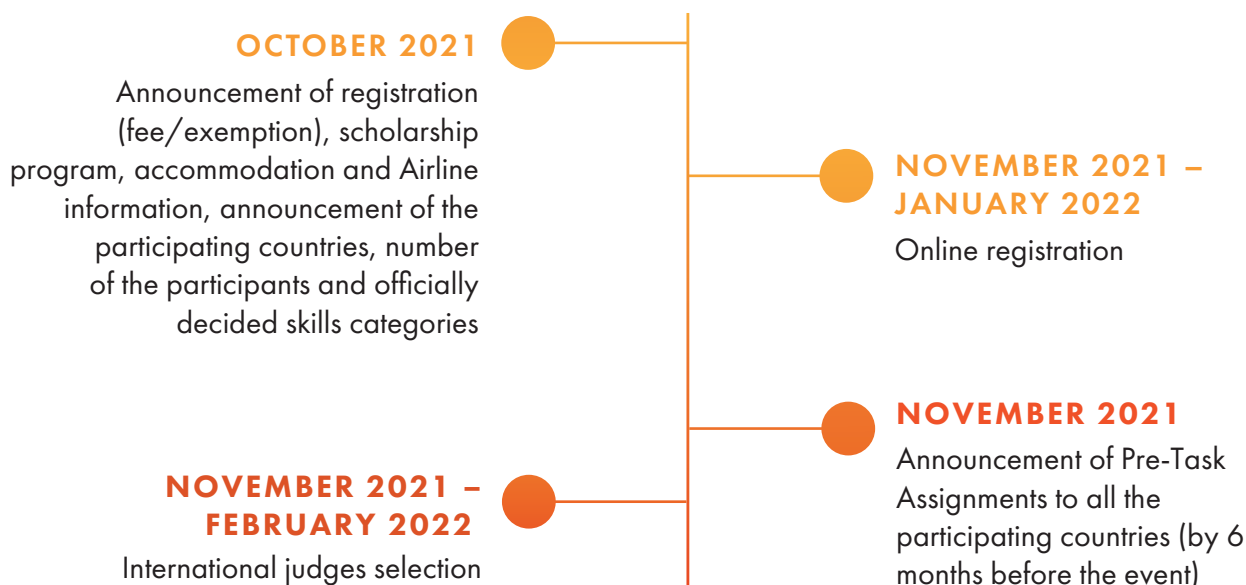 OCTOBER 2021
Announcement of registration
(fee/exemption), scholarship
program, accommodation and Airline
information, announcement of the
participating countries, number
of the participants and officially
decided skills categories
NOVEMBER 2021 –
JANUARY 2022
Online registration
NOVEMBER 2021
Announcement of Pre-Task
Assignments to all the
participating countries (by 6
months before the event)
NOVEMBER 2021 –
FEBRUARY 2022
International judges selection